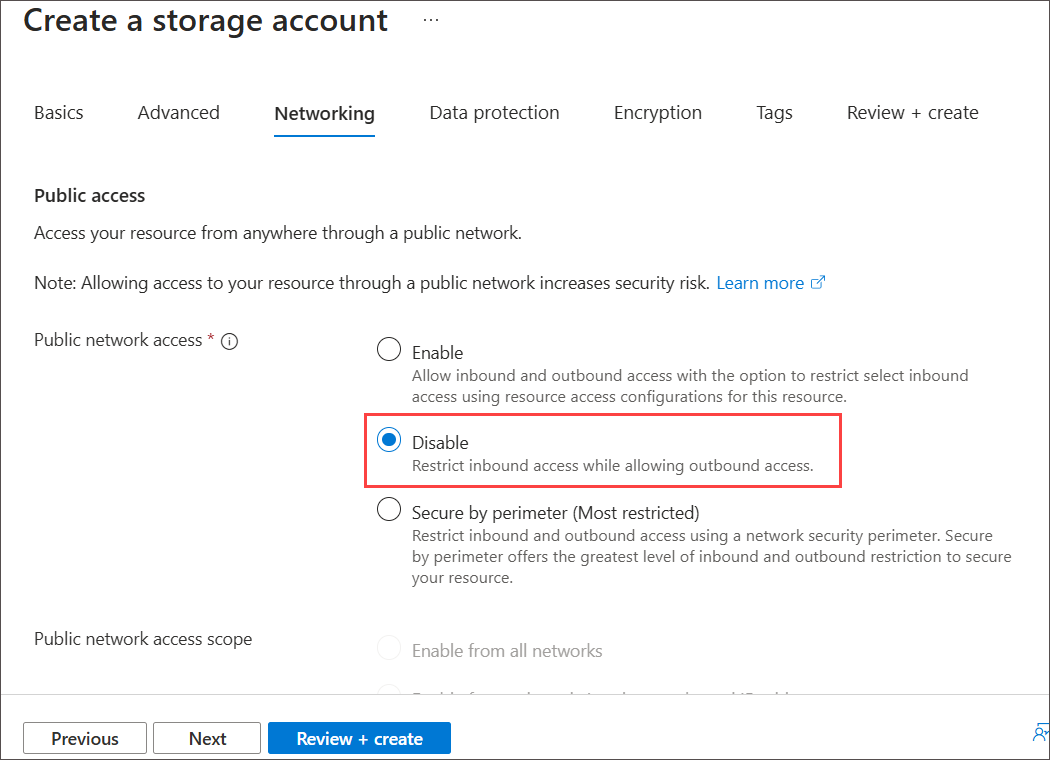 Create a storage account ...
Basics Advanced Networking Data protection Encryption Tags Review + create
Public access
Access your resource from anywhere through a public network.
Note: Allowing access to your resource through a public network increases security risk. Learn more
Public network access *
Enable
Allow inbound and outbound access with the option to restrict select inbound
access using resource access configurations for this resource.
Disable
Restrict inbound access while allowing outbound access.
Secure by perimeter (Most restricted)
Restrict inbound and outbound access using a network security perimeter. Secure
by perimeter offers the greatest level of inbound and outbound restriction to secure
your resource.
Public network access scope
Enable from all networks
Previous Next Review + create